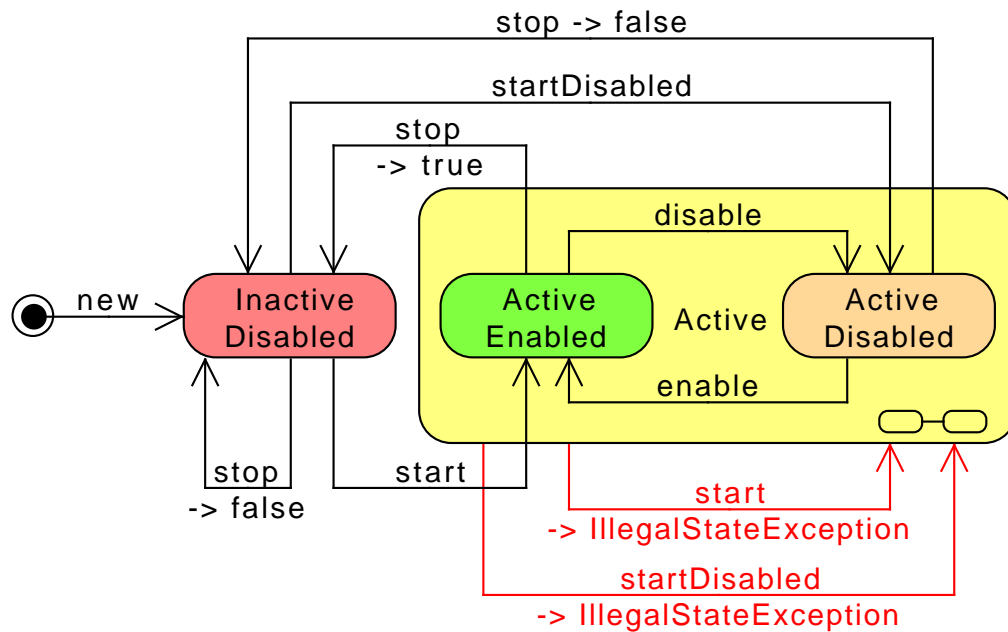 stop -> false
startDisabled
stop
-> true
disable
new
Inactive
Disabled
Active
Enabled
Active
Active
Disabled
enable
stop
-> false
start
start
-> IllegalStateException
startDisabled
-> IllegalStateException